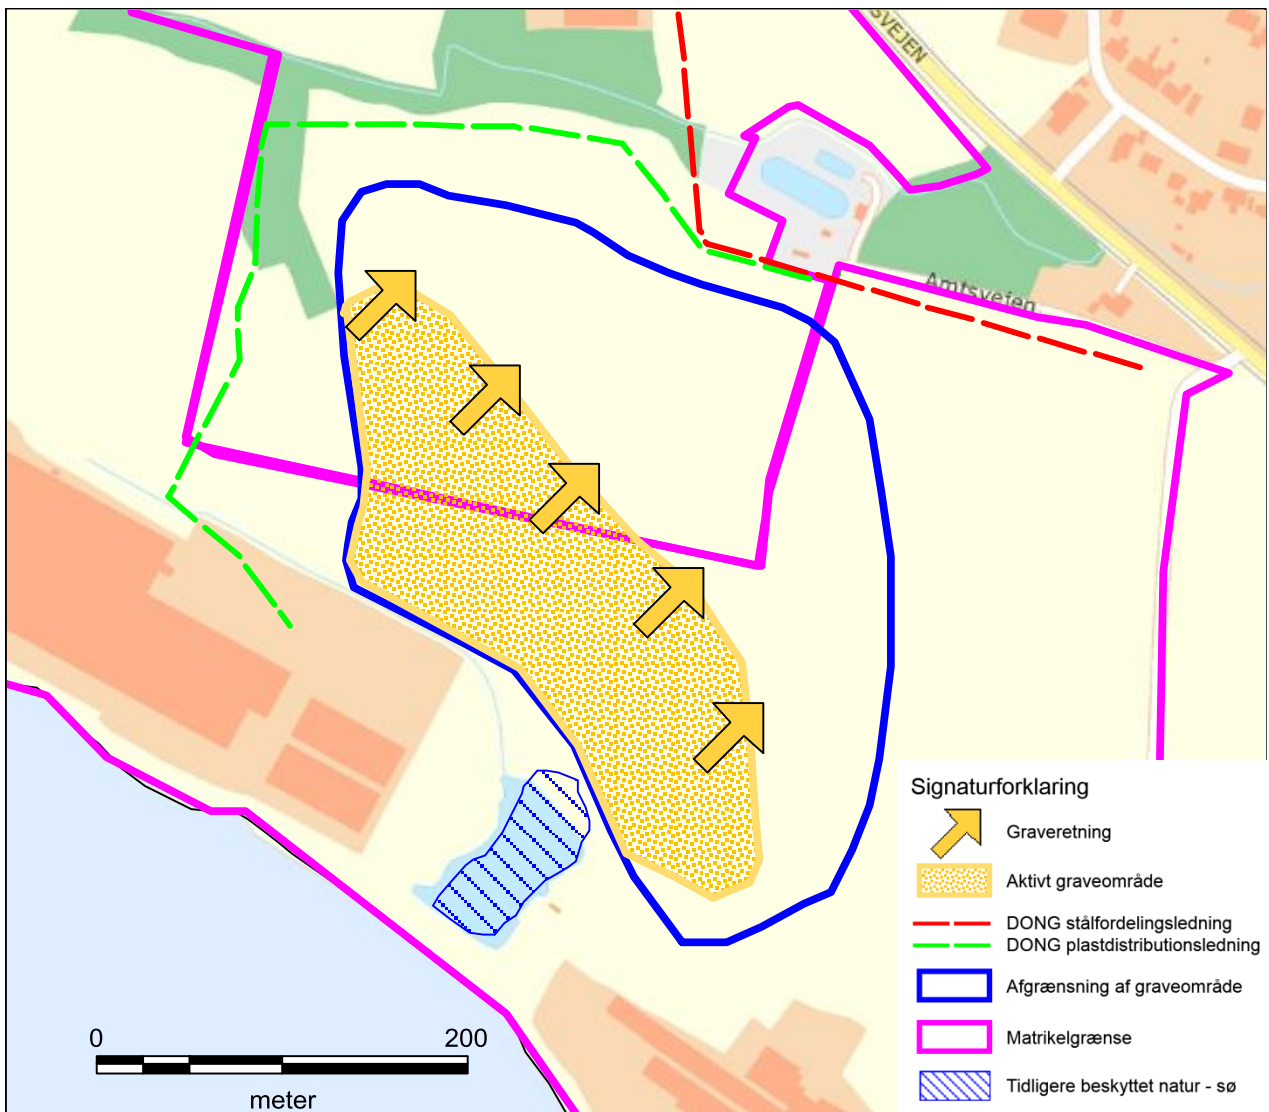 SVEJEN
Amtsvejen
Signaturforklaring
Graveretning
Aktivt graveområde
DONG stålfordelingsledning
DONG plastdistributionsledning
Afgrænsning af graveområde
Matrikelgrænse
Tidligere beskyttet natur - sø
0 200
meter